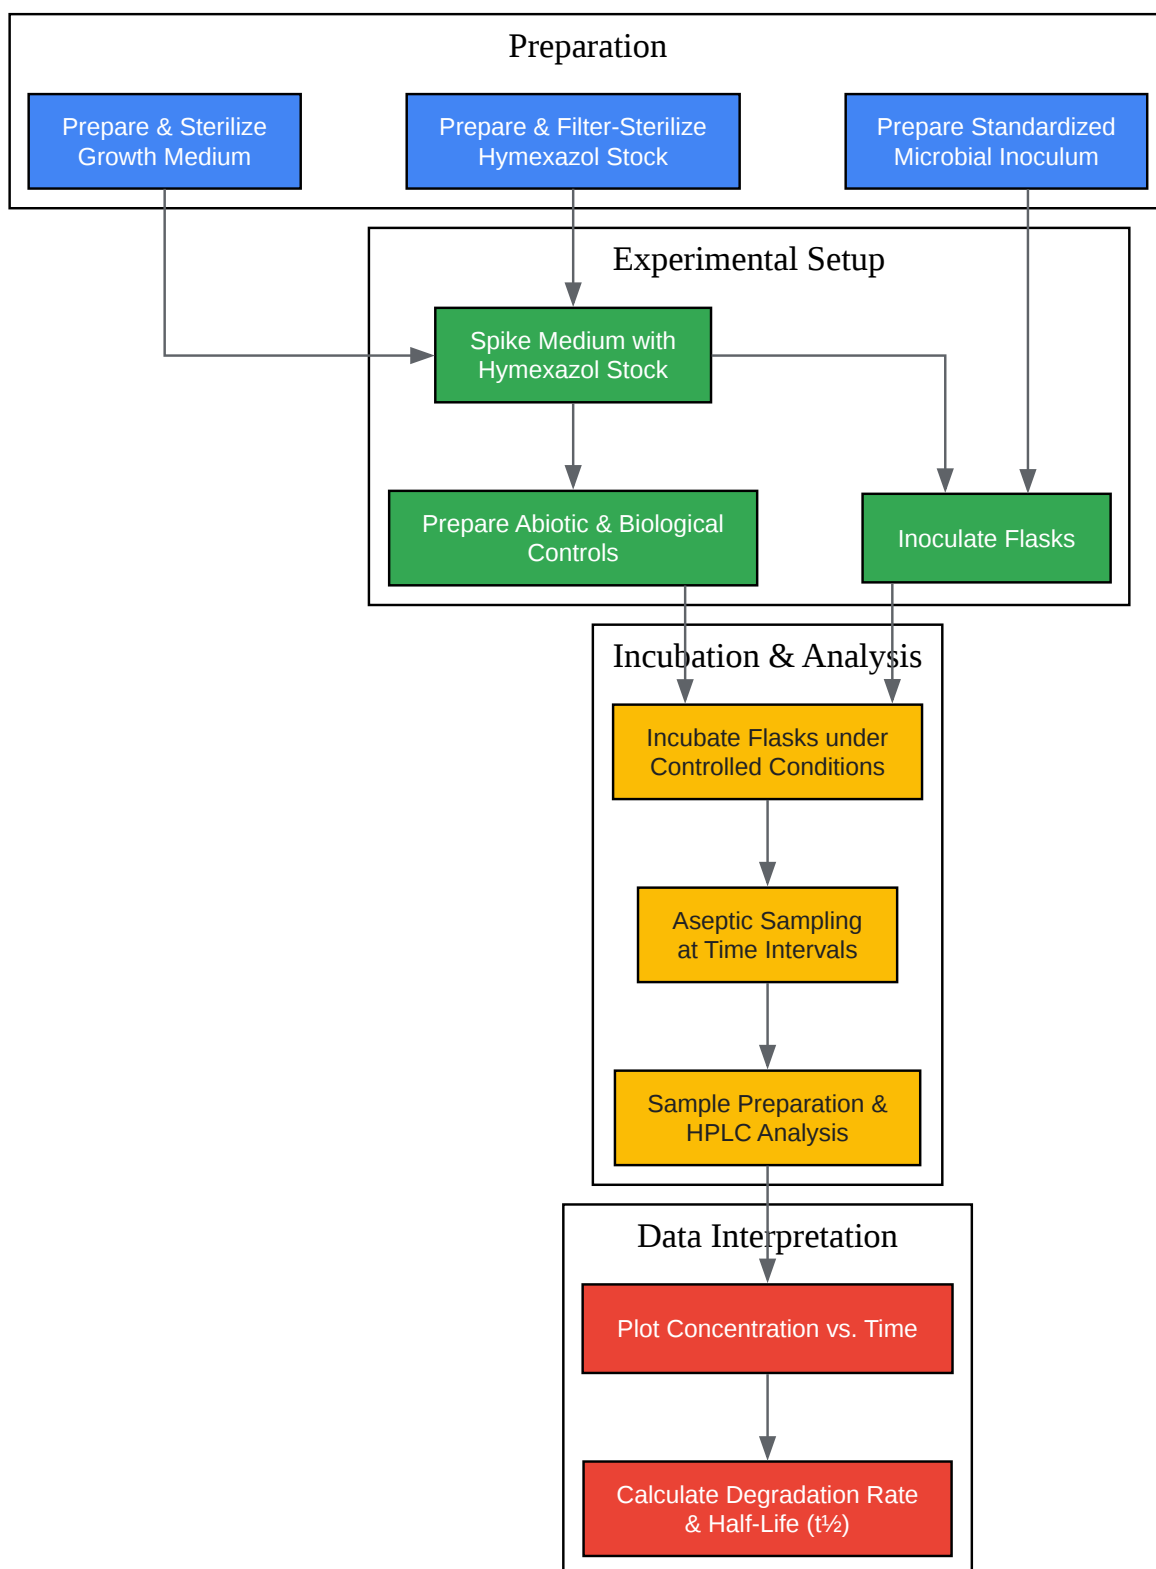 Preparation
Prepare & Sterilize
Growth Medium
Prepare & Filter-Sterilize
Hymexazol Stock
Prepare Standardized
Microbial Inoculum
Experimental Setup
Spike Medium with
Hymexazol Stock
Prepare Abiotic & Biological
Controls
Inoculate Flasks
Incubation & Analysis
Incubate Flasks under
Controlled Conditions
Aseptic Sampling
at Time Intervals
Sample Preparation &
HPLC Analysis
Data Interpretation
Plot Concentration vs. Time
Calculate Degradation Rate
& Half-Life (t½)